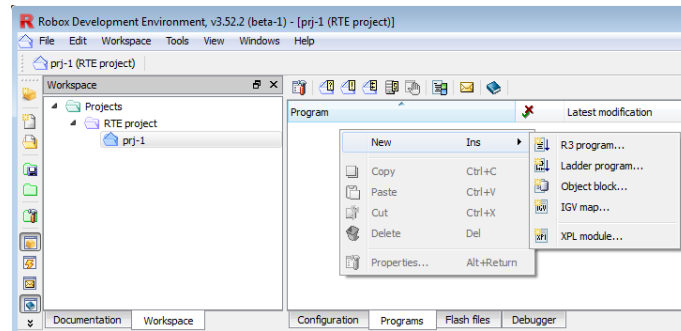 Robox Development Environment, v3.52.2 (beta-1) - [prj-1 (RTE project)]
File Edit Workspace Tools View Windows Help
prj-1 (RTE project)
Workspace
Projects
RTE project
prj-1
Program Latest modification
New Ins
Copy Ctrl+C
Paste Ctrl+V
Cut Ctrl+X
Delete Del
Properties... Alt+Return
R3 program...
Ladder program...
Object block...
IGV map...
XPL module...
Documentation Workspace
Configuration Programs Flash files Debugger